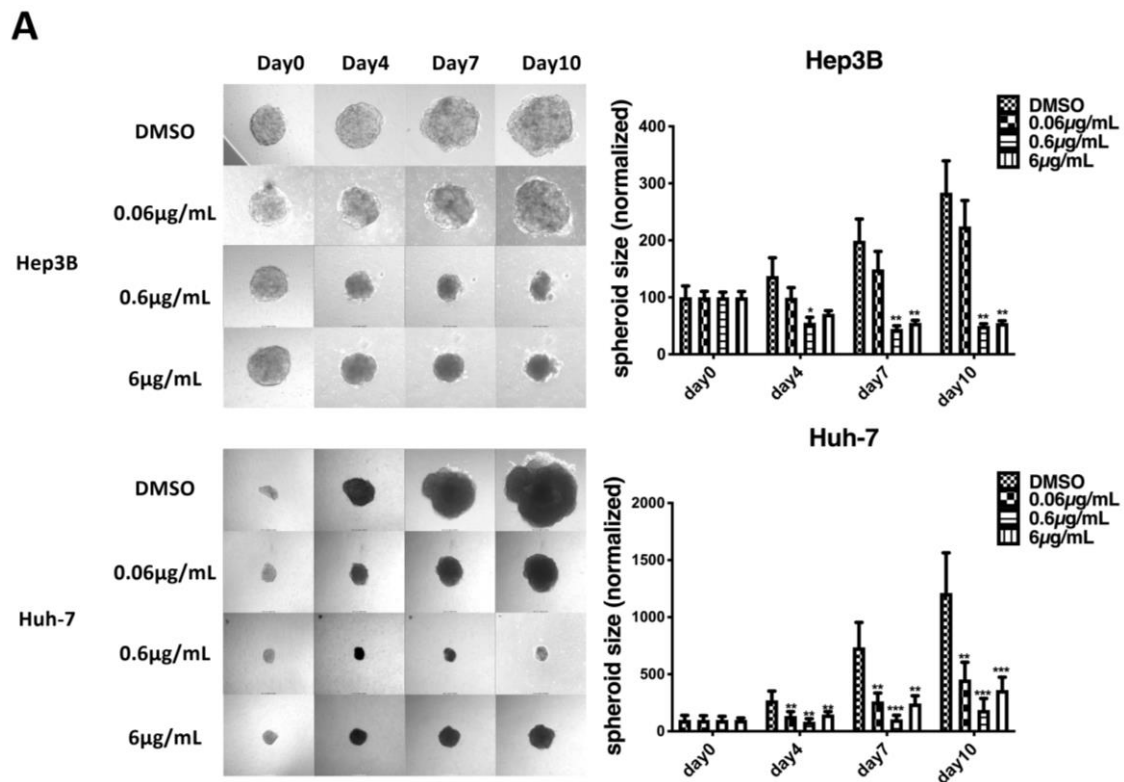 A
Day0 Day4 Day7 Day10
Hep3B
DMSO
0.06µg/mL
0.6µg/mL
6µg/mL
Hep3B
DMSO
0.06µg/mL
0.6µg/mL
6µg/mL
spheroid size (normalized)
400
300
200
100
0
* ** ** ** **
day0 day4 day7 day10
Huh-7
DMSO
0.06µg/mL
0.6µg/mL
6µg/mL
Huh-7
DMSO
0.06µg/mL
0.6µg/mL
6µg/mL
spheroid size (normalized)
2000
1500
1000
500
0
** ** ** ** *** ** ** *** ***
day0 day4 day7 day10